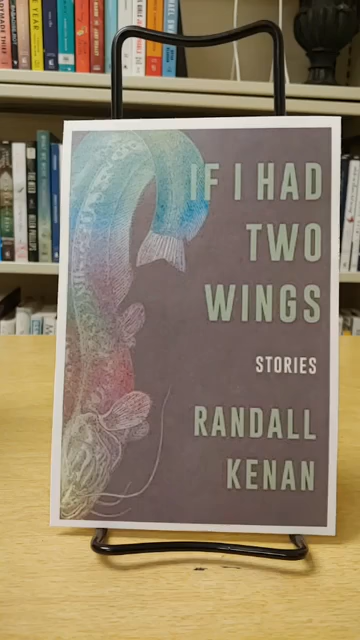 IF I HAD
TWO
WINGS
STORIES
RANDALL
KENAN